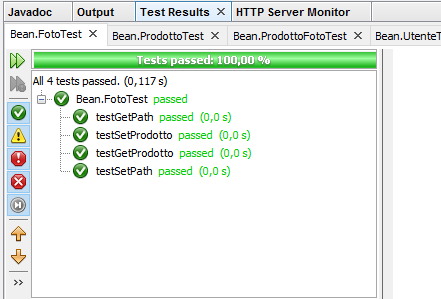 Javadoc Output Test Results × HTTP Server Monitor
Bean.FotoTest × Bean.ProdottoTest × Bean.ProdottoFotoTest × Bean.UtenteT
Tests passed: 100,00 %
All 4 tests passed. (0,117 s)
Bean.FotoTest passed
testGetPath passed (0,0 s)
testSetProdotto passed (0,0 s)
testGetProdotto passed (0,0 s)
testSetPath passed (0,0 s)
>>